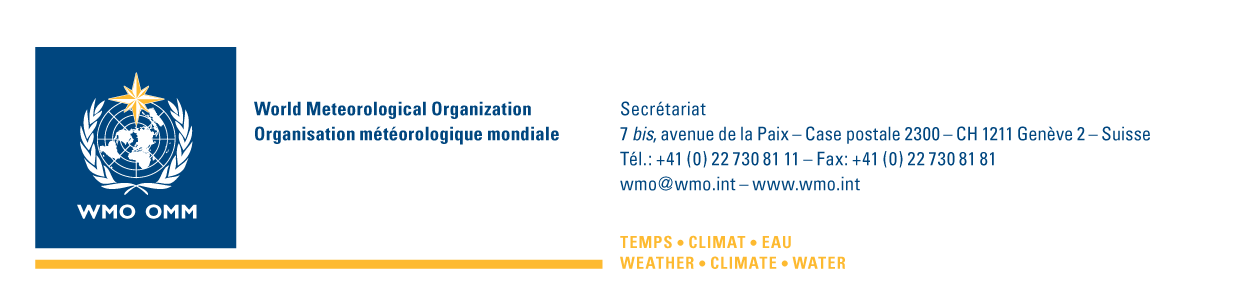 WMO OMM
World Meteorological Organization
Organisation météorologique mondiale
Secrétariat
7 bis, avenue de la Paix – Case postale 2300 – CH 1211 Genève 2 – Suisse
Tél.: +41 (0) 22 730 81 11 – Fax: +41 (0) 22 730 81 81
wmo@wmo.int – www.wmo.int
TEMPS • CLIMAT • EAU
WEATHER • CLIMATE • WATER